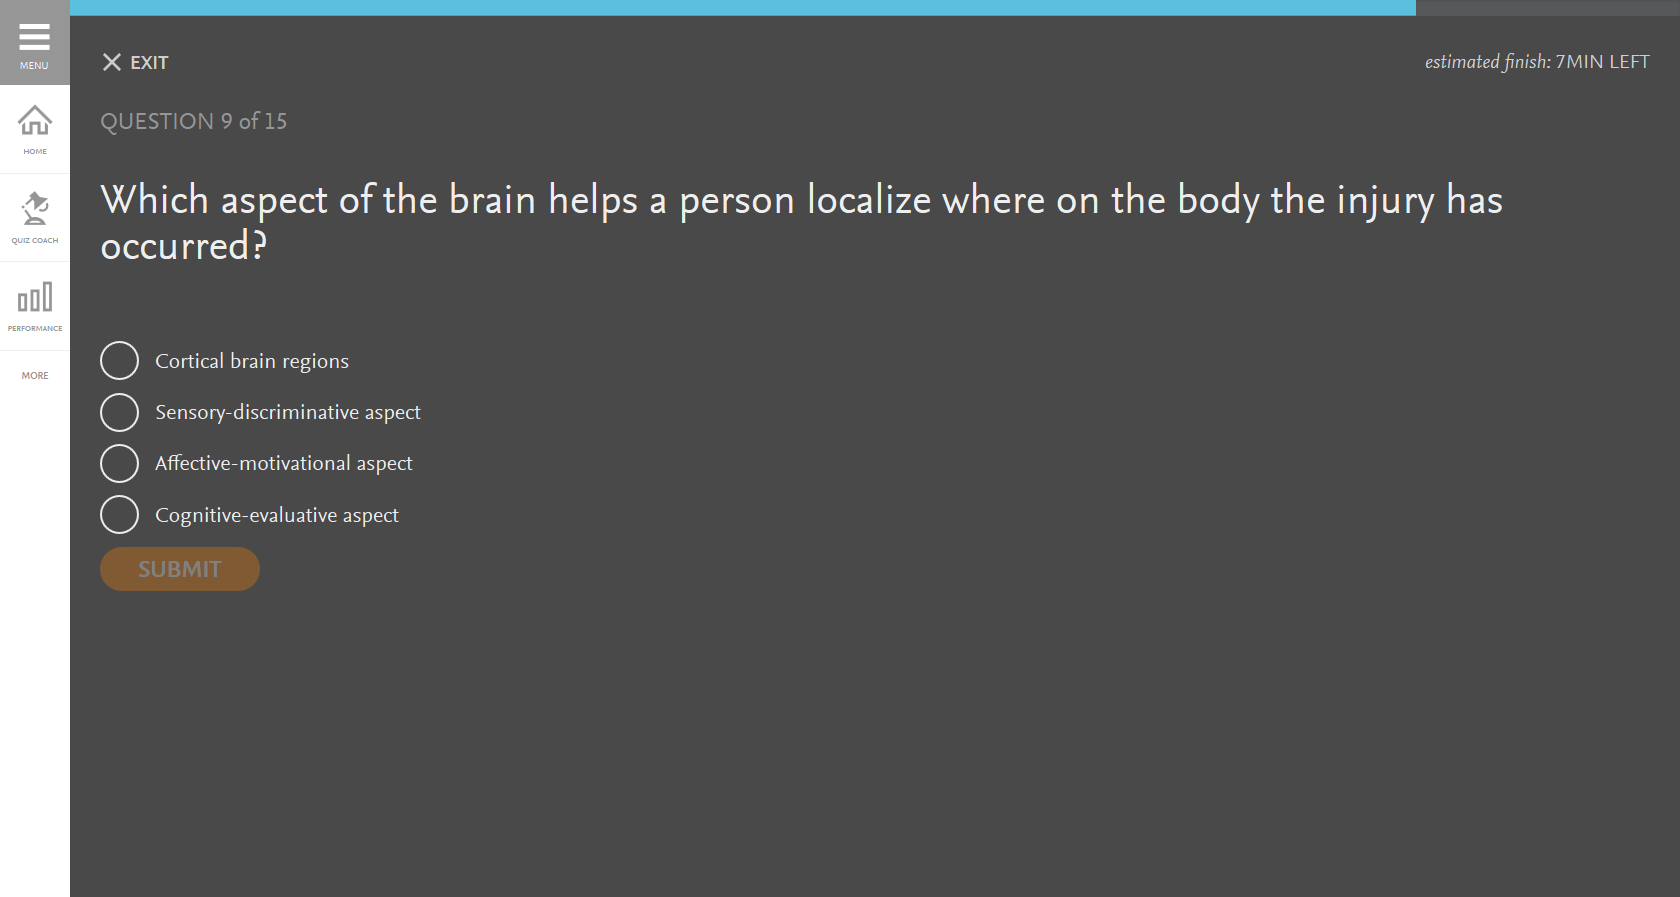 MENU
EXIT
estimated finish: 7MIN LEFT
QUESTION 9 of 15
HOME
Which aspect of the brain helps a person localize where on the body the injury has
occurred?
QUIZ COACH
PERFORMANCE
MORE
Cortical brain regions
Sensory-discriminative aspect
Affective-motivational aspect
Cognitive-evaluative aspect
SUBMIT